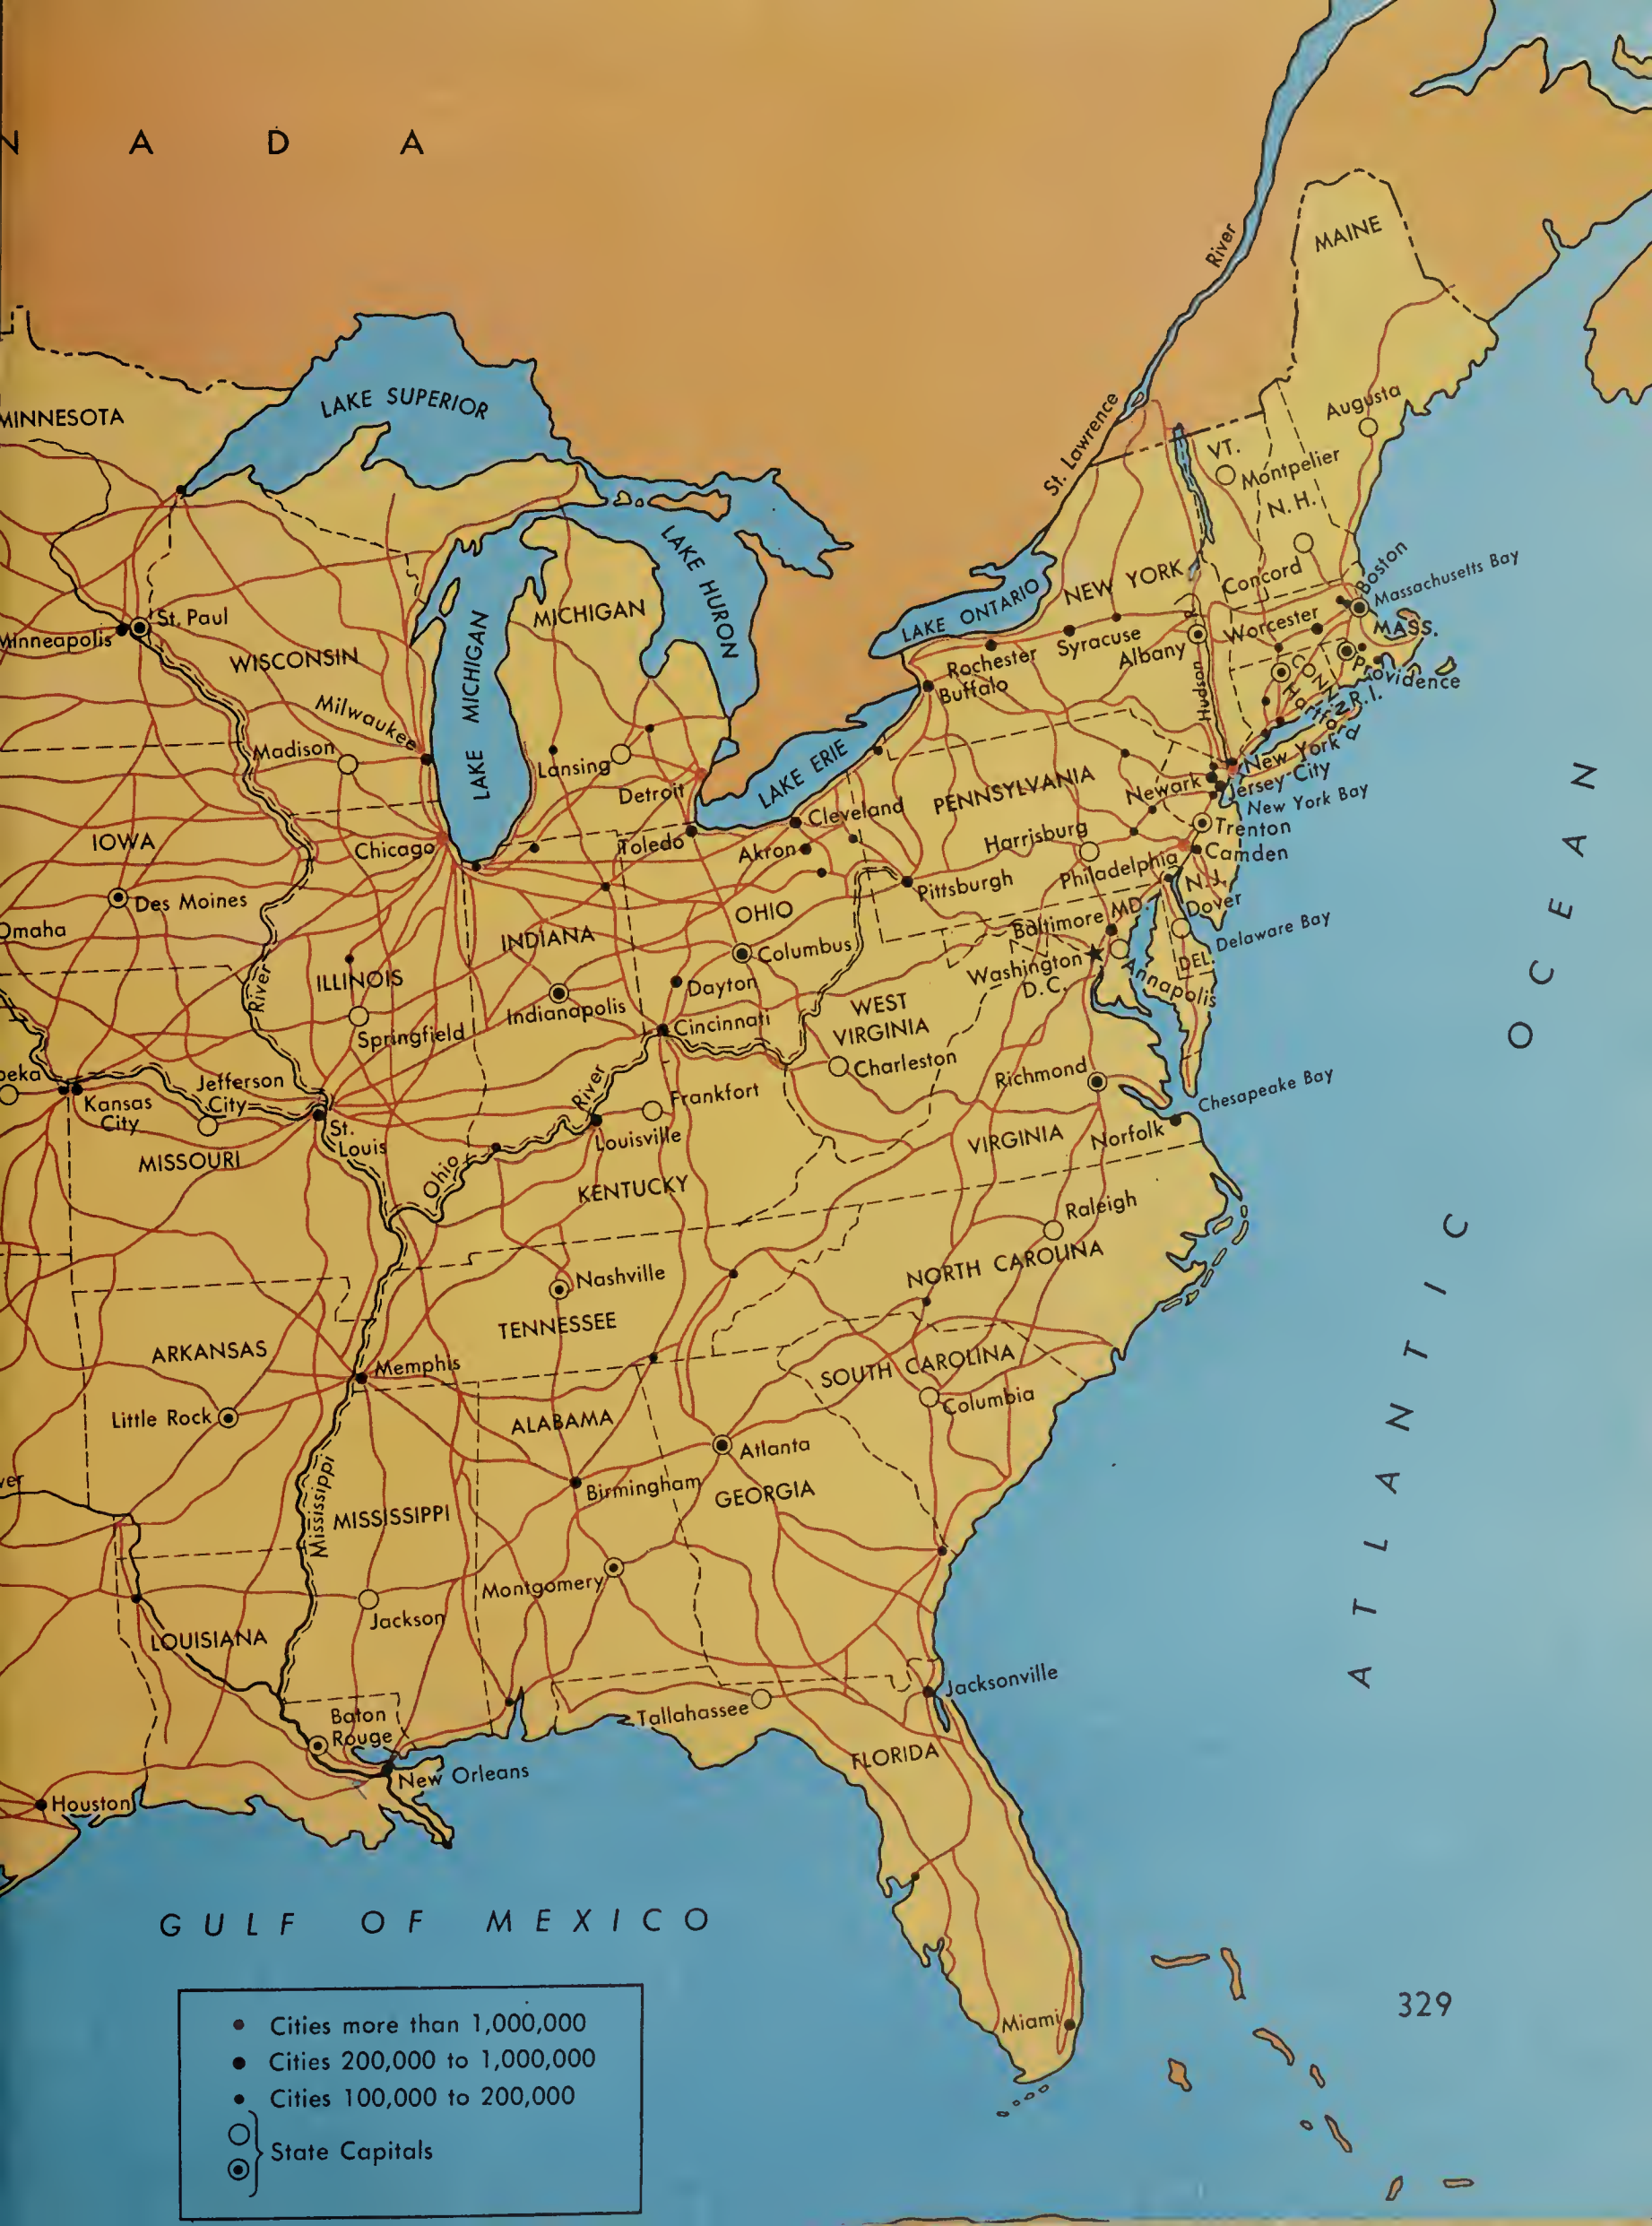 N A D A
MAINE
River
St. Lawrence
LAKE SUPERIOR
MINNESOTA
Augusta
VT.
Montpelier
N. H.
LAKE HURON
Boston
Massachusetts Bay
Concord
NEW YORK
LAKE ONTARIO
MICHIGAN
St. Paul
Minneapolis
WISCONSIN
LAKE MICHIGAN
Worcester
MASS.
Syracuse
Albany
Rochester
Buffalo
Hudson
R.
CONN.
Providence
R.I.
Hartford
Milwaukee
Madison
Lansing
Detroit
LAKE ERIE
PENNSYLVANIA
New York
Newark
Jersey City
New York Bay
Cleveland
Trenton
Harrisburg
Camden
IOWA
Chicago
Toledo
Akron
Philadelphia
Pittsburgh
N.J.
Des Moines
OHIO
Dover
Omaha
INDIANA
Baltimore
MD.
Delaware Bay
Columbus
Washington
D.C.
DEL.
Annapolis
ILLINOIS
River
Dayton
Indianapolis
WEST
VIRGINIA
Springfield
Cincinnati
Charleston
Richmond
Chesapeake Bay
peka
Jefferson
City
Kansas
City
River
Frankfort
St.
Louis
Louisville
VIRGINIA
Norfolk
MISSOURI
Ohio
KENTUCKY
Raleigh
NORTH CAROLINA
Nashville
TENNESSEE
ARKANSAS
Memphis
SOUTH CAROLINA
Columbia
Little Rock
ALABAMA
Atlanta
ver
Birmingham
GEORGIA
Mississippi
MISSISSIPPI
Montgomery
Jackson
LOUISIANA
Jacksonville
Tallahassee
Baton
Rouge
FLORIDA
New Orleans
Houston
ATLANTIC OCEAN
GULF OF MEXICO
Miami
329
Cities more than 1,000,000
Cities 200,000 to 1,000,000
Cities 100,000 to 200,000
State Capitals